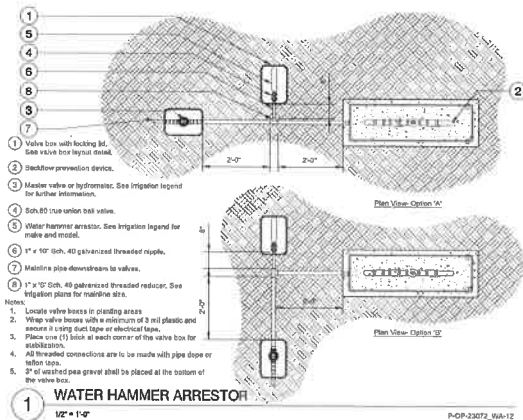 1
5
4
6
8
3
7
2
2'-0"
2'-0"
Plan View- Option 'A'
1 Valve box with locking lid.
See valve box layout detail.
2 Backflow prevention device.
3 Master valve or hydrometer. See irrigation legend
for further information.
4 Sch.80 true union ball valve.
5 Water hammer arrestor. See irrigation legend for
make and model.
6 1" x 10" Sch. 40 galvanized threaded nipple.
7 Mainline pipe downstream to valves.
8 1" x "S" Sch. 40 galvanized threaded reducer. See
irrigation plans for mainline size.
Notes:
1. Locate valve boxes in planting areas
2. Wrap valve boxes with a minimum of 3 mil plastic and
secure it using duct tape or electrical tape.
3. Place one (1) brick at each corner of the valve box for
stabilization.
4. All threaded connections are to be made with pipe dope or
teflon tape.
5. 3" of washed pea gravel shall be placed at the bottom of
the valve box.
2'-0"
Plan View- Option 'B'
1 WATER HAMMER ARRESTOR
1/2" = 1'-0"
P-OP-23072_WA-12